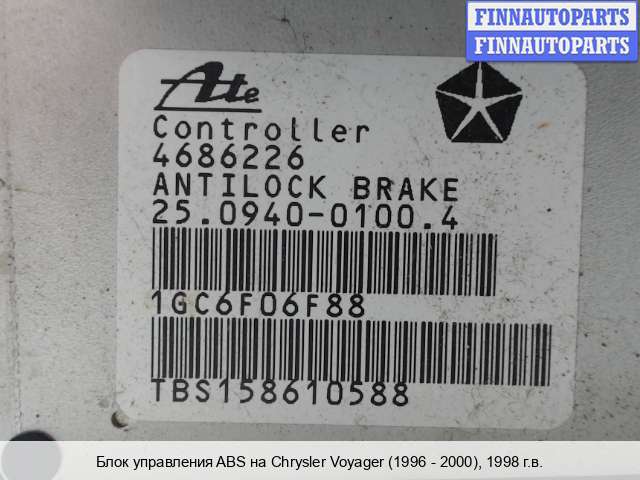 FINNAUTOPARTS
FINNAUTOPARTS
Ate
Controller
4686226
ANTILOCK BRAKE
25.0940-0100.4
1GC6F06F88
TBS158610588
Блок управления ABS на Chrysler Voyager (1996 - 2000), 1998 г.в.